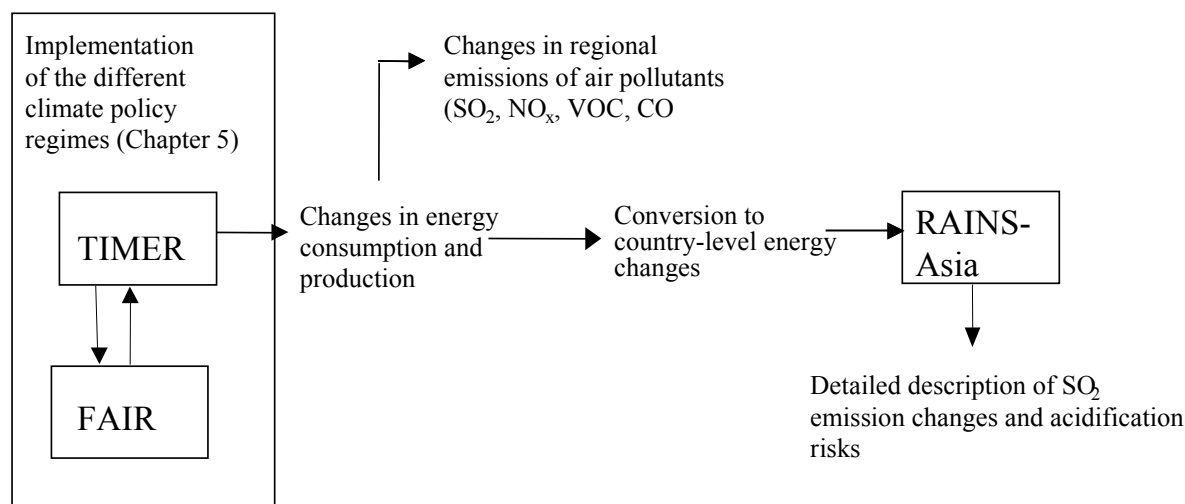 Implementation
of the different
climate policy
regimes (Chapter 5)
TIMER
FAIR
Changes in regional
emissions of air pollutants
(SO₂, NOₓ, VOC, CO
Changes in energy
consumption and
production
Conversion to
country-level energy
changes
RAINS-
Asia
Detailed description of SO₂
emission changes and acidification
risks